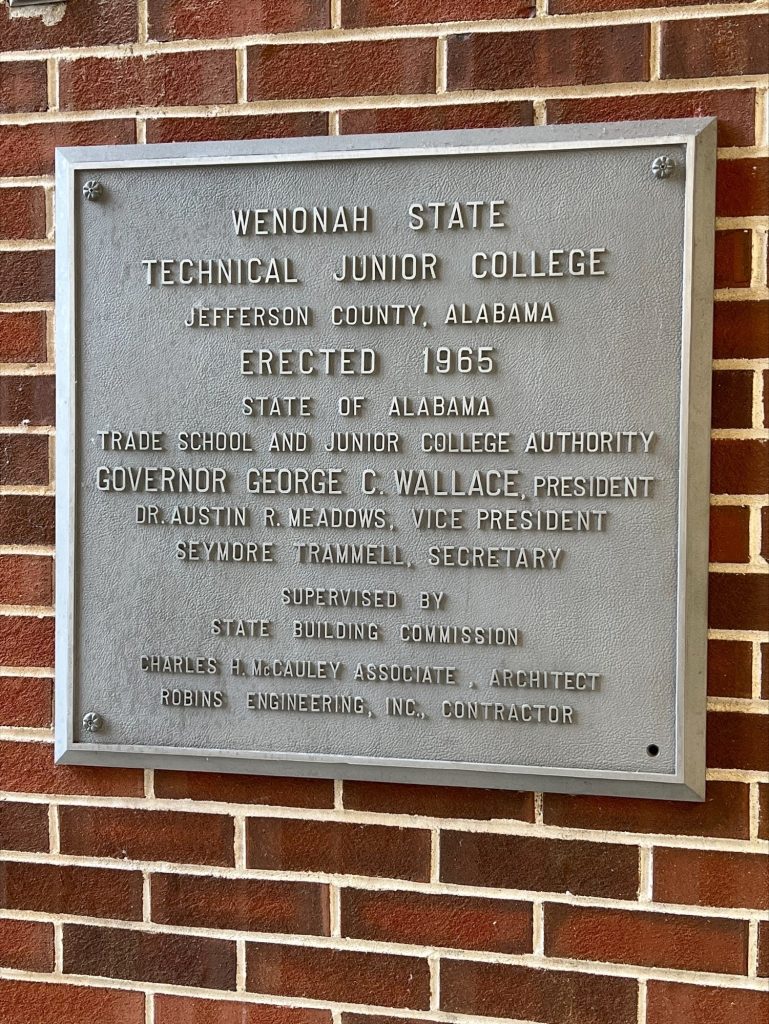 WENONAH STATE
TECHNICAL JUNIOR COLLEGE
JEFFERSON COUNTY, ALABAMA
ERECTED 1965
STATE OF ALABAMA
TRADE SCHOOL AND JUNIOR COLLEGE AUTHORITY
GOVERNOR GEORGE C. WALLACE, PRESIDENT
DR. AUSTIN R. MEADOWS, VICE PRESIDENT
SEYMORE TRAMMELL, SECRETARY
SUPERVISED BY
STATE BUILDING COMMISSION
CHARLES H. McCAULEY ASSOCIATE , ARCHITECT
ROBINS ENGINEERING, INC., CONTRACTOR